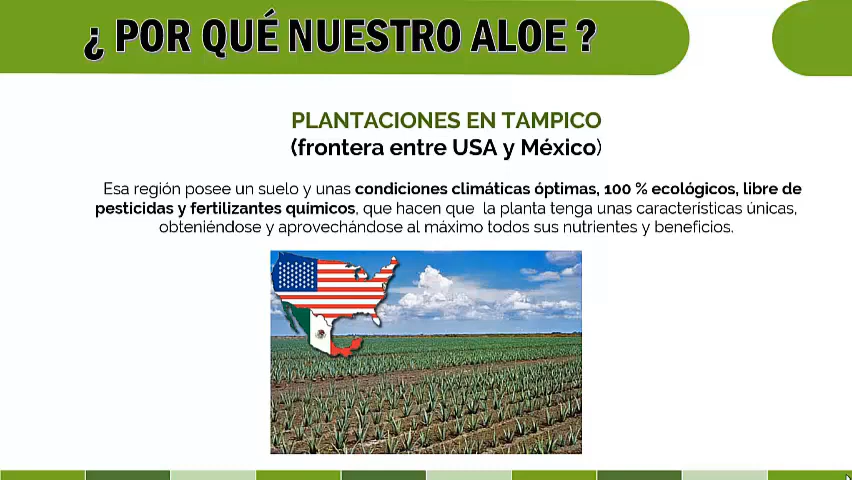 ¿ POR QUÉ NUESTRO ALOE ?
PLANTACIONES EN TAMPICO
(frontera entre USA y México)
Esa región posee un suelo y unas condiciones climáticas óptimas, 100 % ecológicos, libre de
pesticidas y fertilizantes químicos, que hacen que la planta tenga unas características únicas,
obteniéndose y aprovechándose al máximo todos sus nutrientes y beneficios.